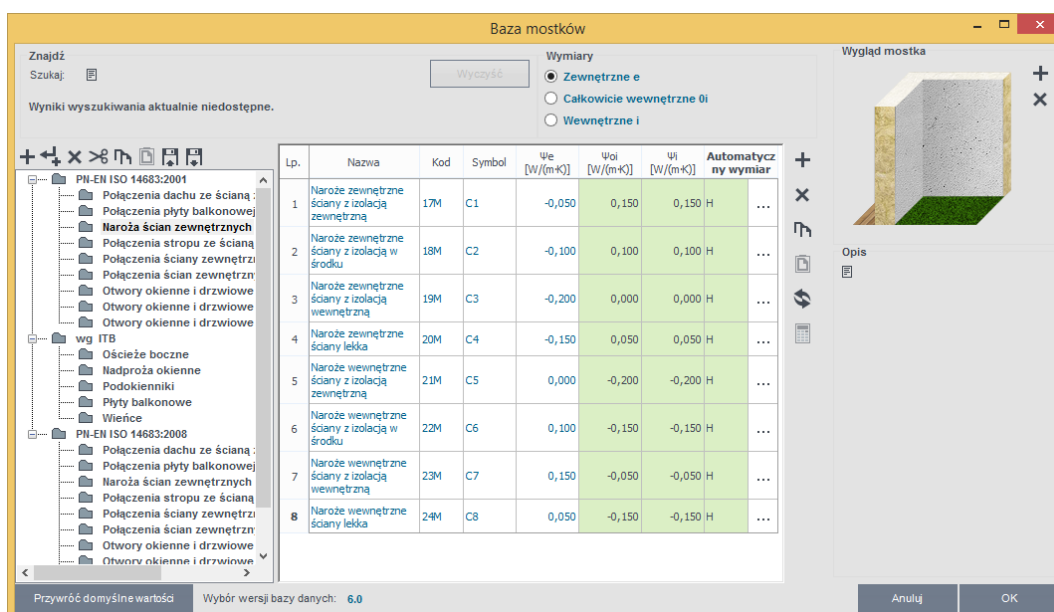 Baza mostków
Znajdź
Szukaj:
Wyczyść
Wyniki wyszukiwania aktualnie niedostępne.
Wymiary
Zewnętrzne e
Całkowicie wewnętrzne 0i
Wewnętrzne i
Wygląd mostka
Opis
PN-EN ISO 14683:2001
Połączenia dachu ze ścianą
Połączenia płyty balkonowej
Naroża ścian zewnętrznych
Połączenia stropu ze ścianą
Połączenia ściany zewnętrz
Połączenia ścian zewnętrzn
Otwory okienne i drzwiowe
Otwory okienne i drzwiowe
Otwory okienne i drzwiowe
wg ITB
Ościeże boczne
Nadproża okienne
Podokienniki
Płyty balkonowe
Wieńce
PN-EN ISO 14683:2008
Połączenia dachu ze ścianą
Połączenia płyty balkonowej
Naroża ścian zewnętrznych
Połączenia stropu ze ścianą
Połączenia ściany zewnętrz
Połączenia ścian zewnętrzn
Otwory okienne i drzwiowe
Otwory okienne i drzwiowe
Lp. Nazwa Kod Symbol Ψe [W/(m·K)] Ψoi [W/(m·K)] Ψi [W/(m·K)] Automatycz ny wymiar
1 Naroże zewnętrzne ściany z izolacją zewnętrzną 17M C1 -0,050 0,150 0,150 H ...
2 Naroże zewnętrzne ściany z izolacją w środku 18M C2 -0,100 0,100 0,100 H ...
3 Naroże zewnętrzne ściany z izolacją wewnętrzną 19M C3 -0,200 0,000 0,000 H ...
4 Naroże zewnętrzne ściany lekka 20M C4 -0,150 0,050 0,050 H ...
5 Naroże wewnętrzne ściany z izolacją zewnętrzną 21M C5 0,000 -0,200 -0,200 H ...
6 Naroże wewnętrzne ściany z izolacją w środku 22M C6 0,100 -0,150 -0,150 H ...
7 Naroże wewnętrzne ściany z izolacją wewnętrzną 23M C7 0,150 -0,050 -0,050 H ...
8 Naroże wewnętrzne ściany lekka 24M C8 0,050 -0,150 -0,150 H ...
Przywróć domyślne wartości
Wybór wersji bazy danych: 6.0
Anuluj
OK